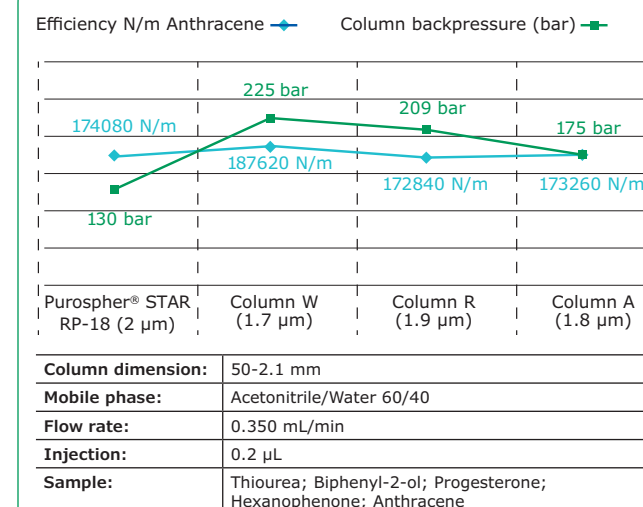 Efficiency N/m Anthracene
Column backpressure (bar)
225 bar
209 bar
174080 N/m
175 bar
187620 N/m
172840 N/m
173260 N/m
130 bar
Purospher® STAR RP-18 (2 µm)
Column W (1.7 µm)
Column R (1.9 µm)
Column A (1.8 µm)
Column dimension: 50-2.1 mm
Mobile phase: Acetonitrile/Water 60/40
Flow rate: 0.350 mL/min
Injection: 0.2 µL
Sample: Thiourea; Biphenyl-2-ol; Progesterone;
Hexanophenone; Anthracene